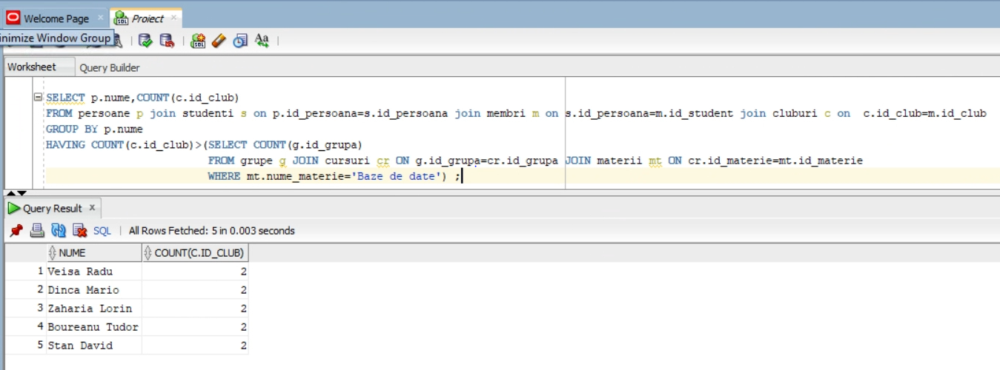 Welcome Page × Proiect ×
inimize Window Group
Worksheet Query Builder
SELECT p.nume,COUNT(c.id_club)
FROM persoane p join studenti s on p.id_persoana=s.id_persoana join membri m on s.id_persoana=m.id_student join cluburi c on c.id_club=m.id_club
GROUP BY p.nume
HAVING COUNT(c.id_club)>(SELECT COUNT(g.id_grupa)
FROM grupe g JOIN cursuri cr ON g.id_grupa=cr.id_grupa JOIN materii mt ON cr.id_materie=mt.id_materie
WHERE mt.nume_materie='Baze de date') ;
Query Result x
SQL | All Rows Fetched: 5 in 0.003 seconds
NUME COUNT(C.ID_CLUB)
1 Veisa Radu 2
2 Dinca Mario 2
3 Zaharia Lorin 2
4 Boureanu Tudor 2
5 Stan David 2